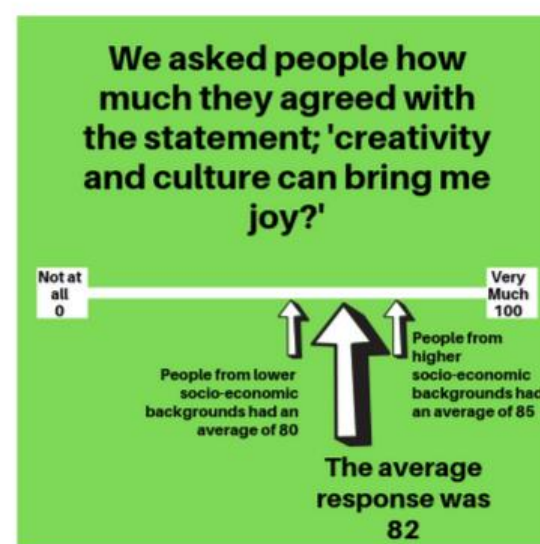 We asked people how
much they agreed with
the statement; 'creativity
and culture can bring me
joy?'
Not at
all
0
Very
Much
100
People from lower
socio-economic
backgrounds had an
average of 80
People from
higher
socio-economic
backgrounds had
an average of 85
The average
response was
82